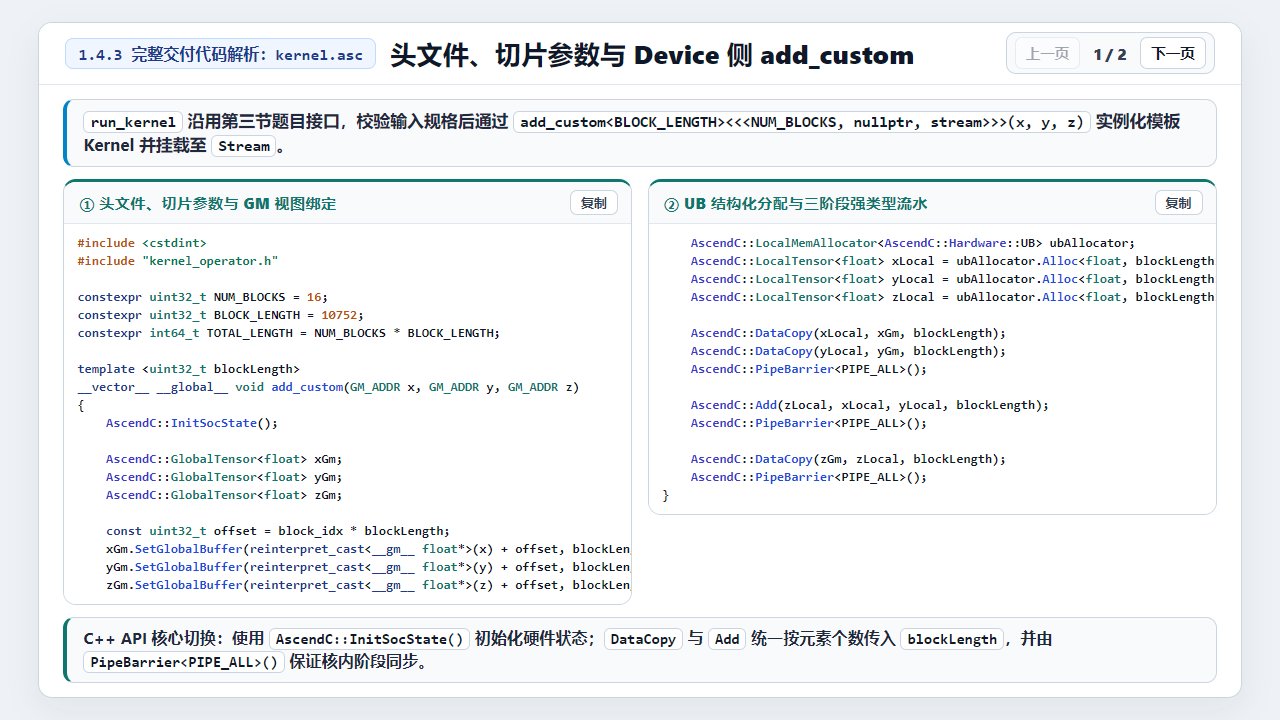 1.4.3 完整交付代码解析：kernel.asc
头文件、切片参数与 Device 侧 add_custom
上一页 1 / 2 下一页
run_kernel 沿用第三节题目接口，校验输入规格后通过 add_custom<BLOCK_LENGTH><<<NUM_BLOCKS, nullptr, stream>>>(x, y, z) 实例化模板
Kernel 并挂载至 Stream 。
① 头文件、切片参数与 GM 视图绑定
复制
#include <cstdint>
#include "kernel_operator.h"
constexpr uint32_t NUM_BLOCKS = 16;
constexpr uint32_t BLOCK_LENGTH = 10752;
constexpr int64_t TOTAL_LENGTH = NUM_BLOCKS * BLOCK_LENGTH;
template <uint32_t blockLength>
__vector__ __global__ void add_custom(GM_ADDR x, GM_ADDR y, GM_ADDR z)
{
    AscendC::InitSocState();
    AscendC::GlobalTensor<float> xGm;
    AscendC::GlobalTensor<float> yGm;
    AscendC::GlobalTensor<float> zGm;
    const uint32_t offset = block_idx * blockLength;
    xGm.SetGlobalBuffer(reinterpret_cast<__gm__ float*>(x) + offset, blockLen
    yGm.SetGlobalBuffer(reinterpret_cast<__gm__ float*>(y) + offset, blockLen
    zGm.SetGlobalBuffer(reinterpret_cast<__gm__ float*>(z) + offset, blockLen
② UB 结构化分配与三阶段强类型流水
复制
    AscendC::LocalMemAllocator<AscendC::Hardware::UB> ubAllocator;
    AscendC::LocalTensor<float> xLocal = ubAllocator.Alloc<float, blockLength
    AscendC::LocalTensor<float> yLocal = ubAllocator.Alloc<float, blockLength
    AscendC::LocalTensor<float> zLocal = ubAllocator.Alloc<float, blockLength
    AscendC::DataCopy(xLocal, xGm, blockLength);
    AscendC::DataCopy(yLocal, yGm, blockLength);
    AscendC::PipeBarrier<PIPE_ALL>();
    AscendC::Add(zLocal, xLocal, yLocal, blockLength);
    AscendC::PipeBarrier<PIPE_ALL>();
    AscendC::DataCopy(zGm, zLocal, blockLength);
    AscendC::PipeBarrier<PIPE_ALL>();
}
C++ API 核心切换：使用 AscendC::InitSocState() 初始化硬件状态；DataCopy 与 Add 统一按元素个数传入 blockLength ，并由
PipeBarrier<PIPE_ALL>() 保证核内阶段同步。